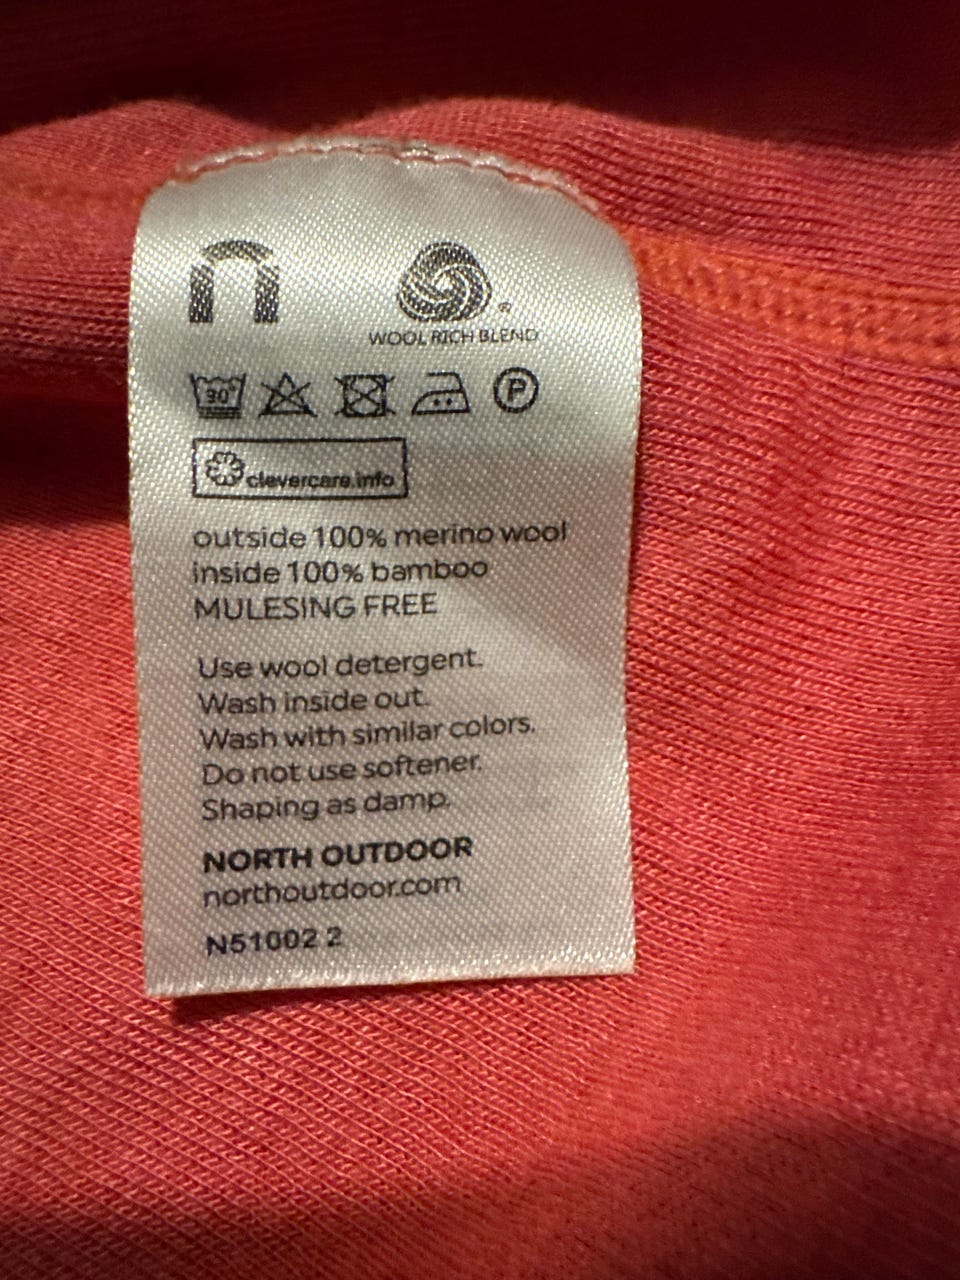 n
WOOL RICH BLEND ®
30° P
clevercare.info
outside 100% merino wool
inside 100% bamboo
MULESING FREE
Use wool detergent.
Wash inside out.
Wash with similar colors.
Do not use softener.
Shaping as damp.
NORTH OUTDOOR
northoutdoor.com
N51002 2